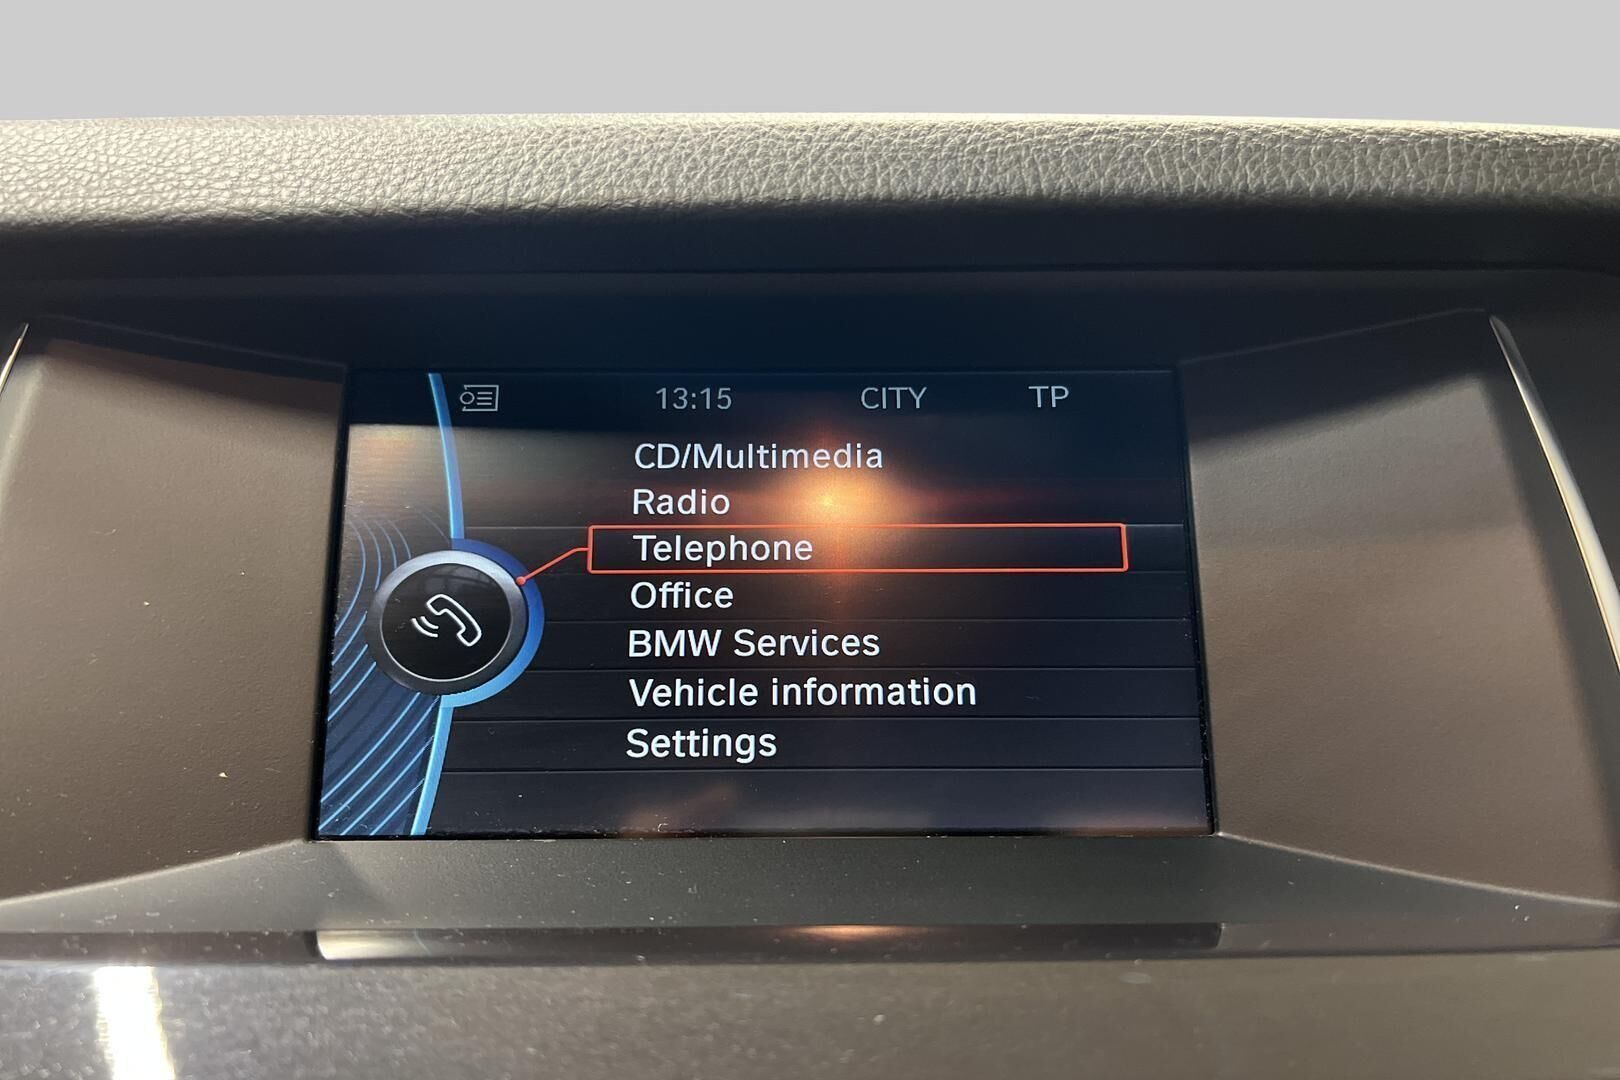 13:15 CITY TP
CD/Multimedia
Radio
Telephone
Office
BMW Services
Vehicle information
Settings